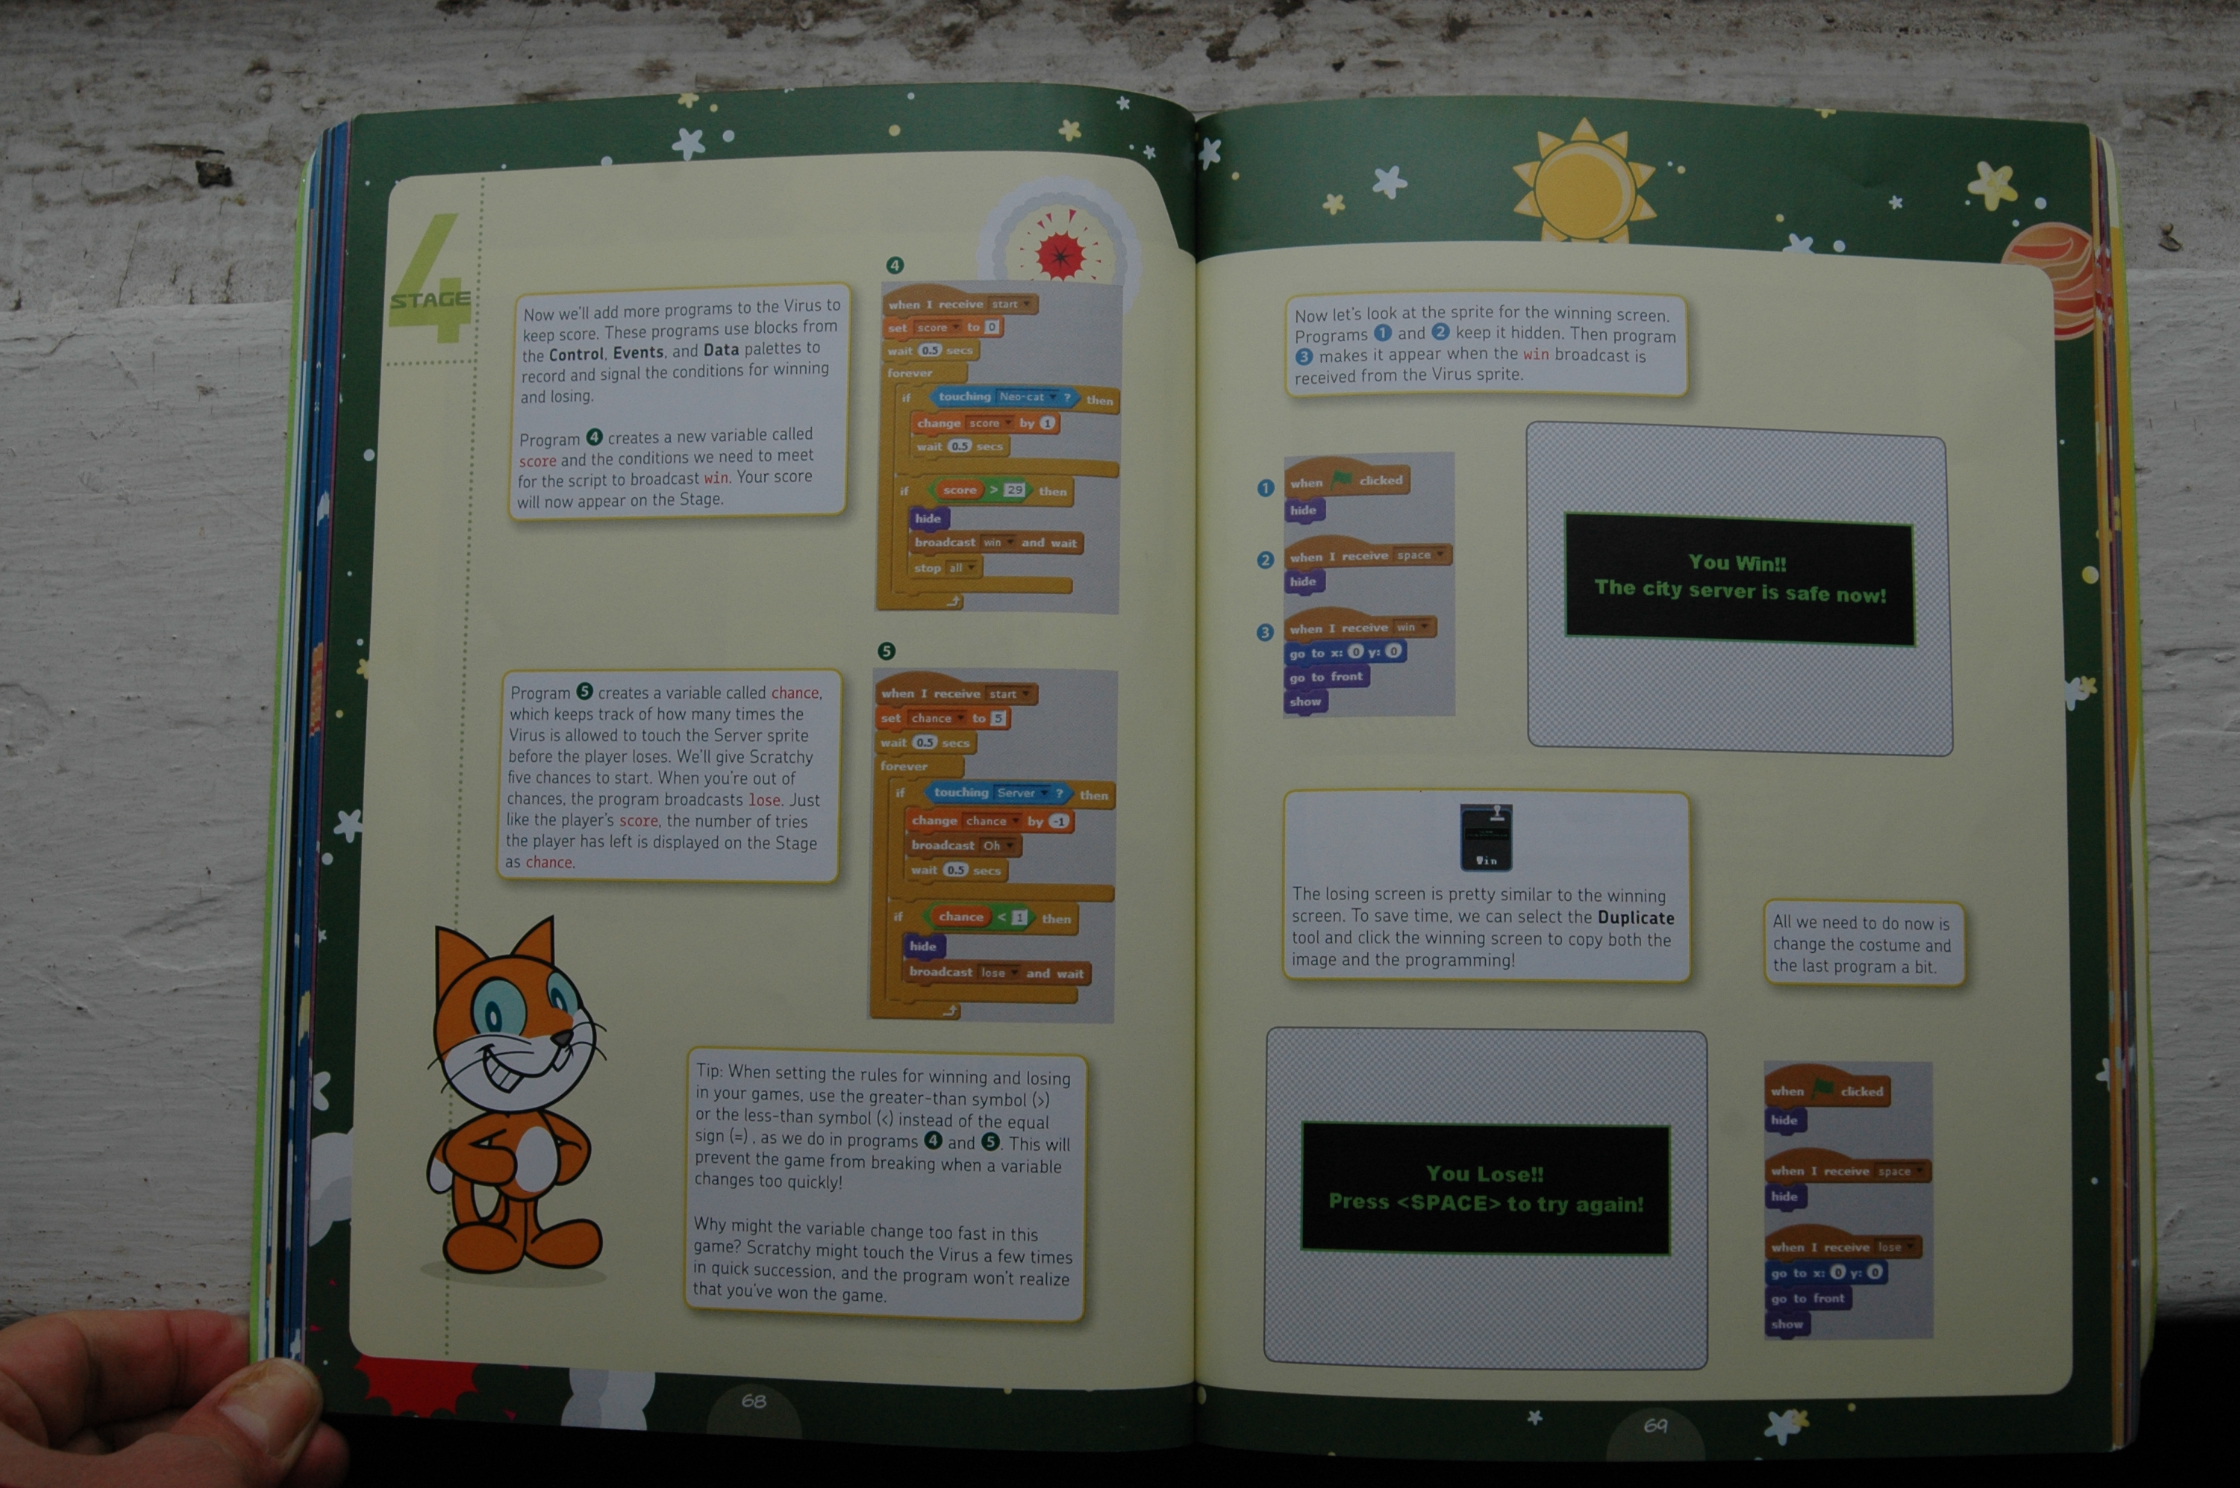 4
STAGE
Now we'll add more programs to the Virus to
keep score. These programs use blocks from
the Control, Events, and Data palettes to
record and signal the conditions for winning
and losing.
Program 4 creates a new variable called
score and the conditions we need to meet
for the script to broadcast win. Your score
will now appear on the Stage.
4
when I receive start
set score to 0
wait 0.5 secs
forever
if touching Neo-cat ? then
change score by 1
wait 0.5 secs
if score > 29 then
hide
broadcast win and wait
stop all
Program 5 creates a variable called chance,
which keeps track of how many times the
Virus is allowed to touch the Server sprite
before the player loses. We'll give Scratchy
five chances to start. When you're out of
chances, the program broadcasts lose. Just
like the player's score, the number of tries
the player has left is displayed on the Stage
as chance.
5
when I receive start
set chance to 5
wait 0.5 secs
forever
if touching Server ? then
change chance by -1
broadcast Oh
wait 0.5 secs
if chance < 1 then
hide
broadcast lose and wait
Tip: When setting the rules for winning and losing
in your games, use the greater-than symbol (>)
or the less-than symbol (<) instead of the equal
sign (=), as we do in programs 4 and 5. This will
prevent the game from breaking when a variable
changes too quickly!
Why might the variable change too fast in this
game? Scratchy might touch the Virus a few times
in quick succession, and the program won't realize
that you've won the game.
68
Now let's look at the sprite for the winning screen.
Programs 1 and 2 keep it hidden. Then program
3 makes it appear when the win broadcast is
received from the Virus sprite.
1
when clicked
hide
2
when I receive space
hide
3
when I receive win
go to x: 0 y: 0
go to front
show
You Win!!
The city server is safe now!
Win
The losing screen is pretty similar to the winning
screen. To save time, we can select the Duplicate
tool and click the winning screen to copy both the
image and the programming!
All we need to do now is
change the costume and
the last program a bit.
You Lose!!
Press <SPACE> to try again!
when clicked
hide
when I receive space
hide
when I receive lose
go to x: 0 y: 0
go to front
show
69